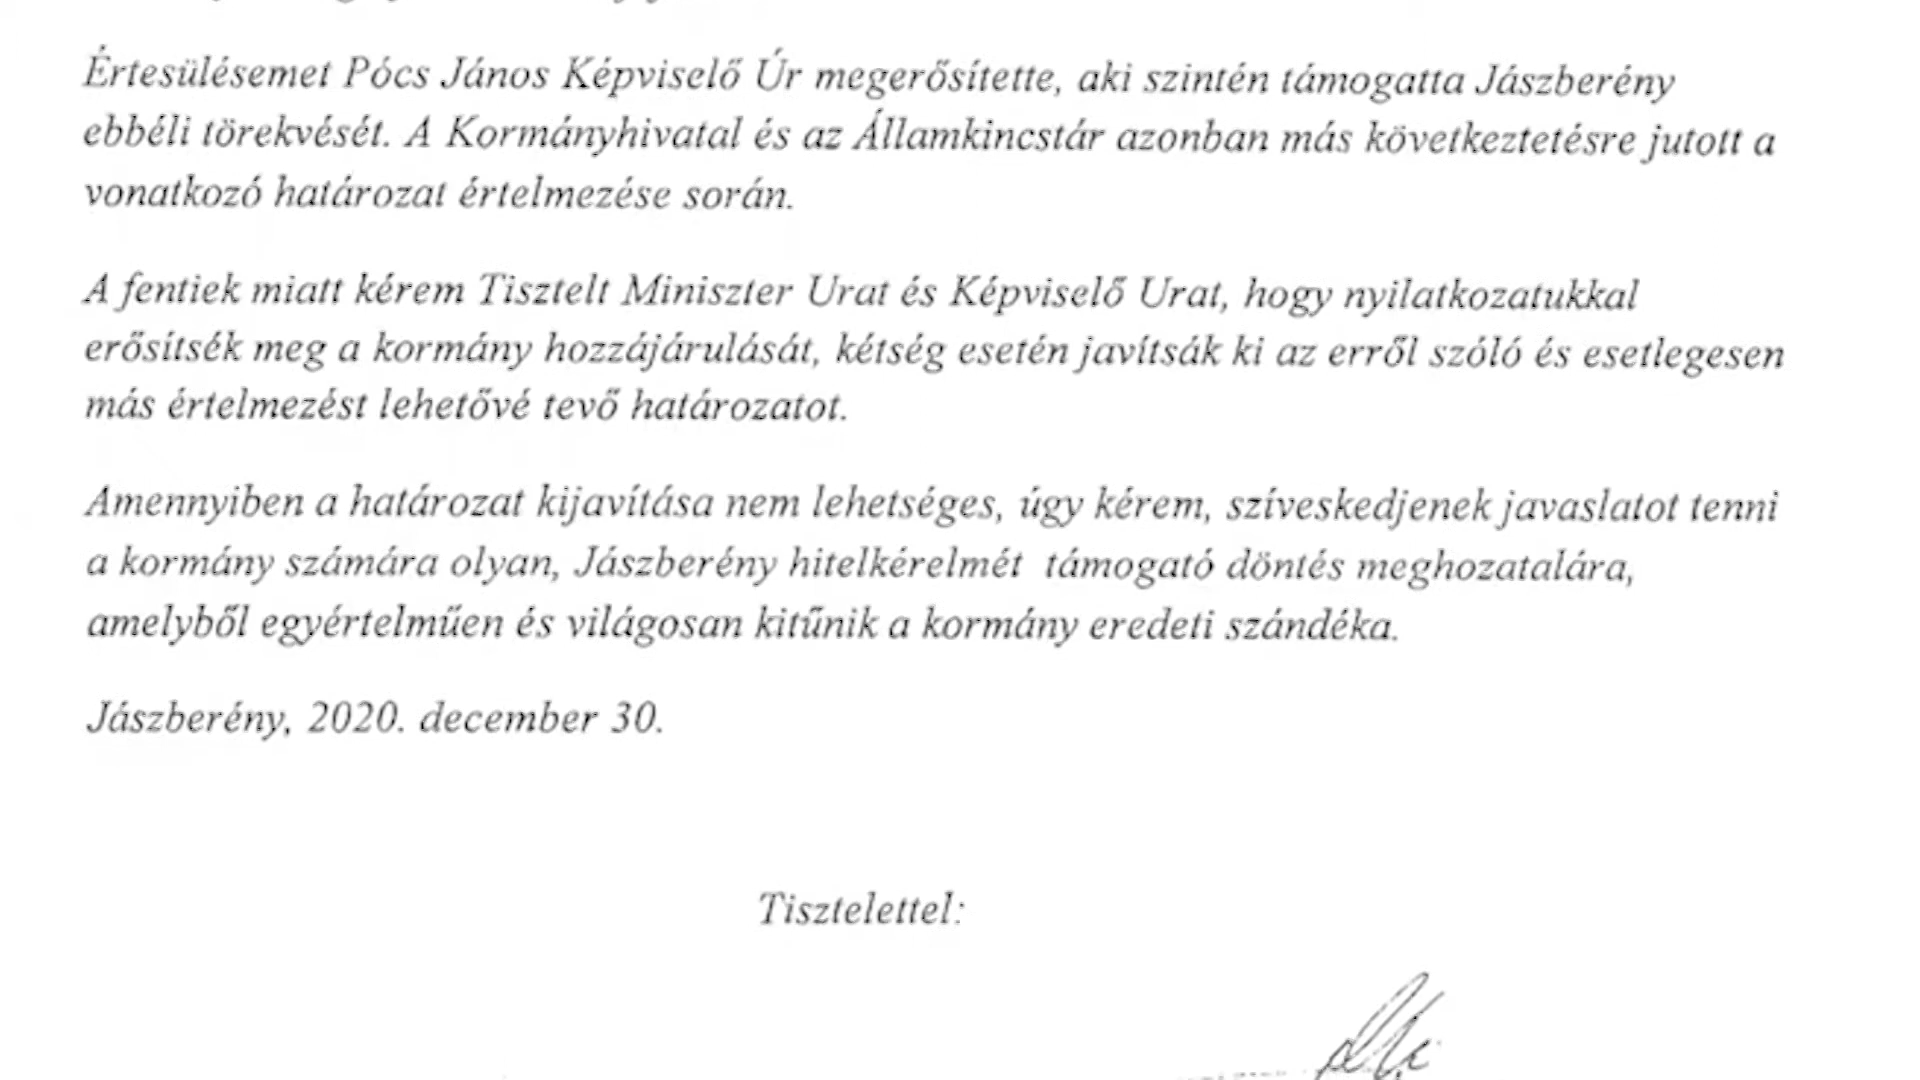 Értesülésemet Pócs János Képviselő Úr megerősítette, aki szintén támogatta Jászberény
ebbéli törekvését. A Kormányhivatal és az Államkincstár azonban más következtetésre jutott a
vonatkozó határozat értelmezése során.
A fentiek miatt kérem Tisztelt Miniszter Urat és Képviselő Urat, hogy nyilatkozatukkal
erősítsék meg a kormány hozzájárulását, kétség esetén javítsák ki az erről szóló és esetlegesen
más értelmezést lehetővé tevő határozatot.
Amennyiben a határozat kijavítása nem lehetséges, úgy kérem, szíveskedjenek javaslatot tenni
a kormány számára olyan, Jászberény hitelkérelmét támogató döntés meghozatalára,
amelyből egyértelműen és világosan kitűnik a kormány eredeti szándéka.
Jászberény, 2020. december 30.
Tisztelettel: